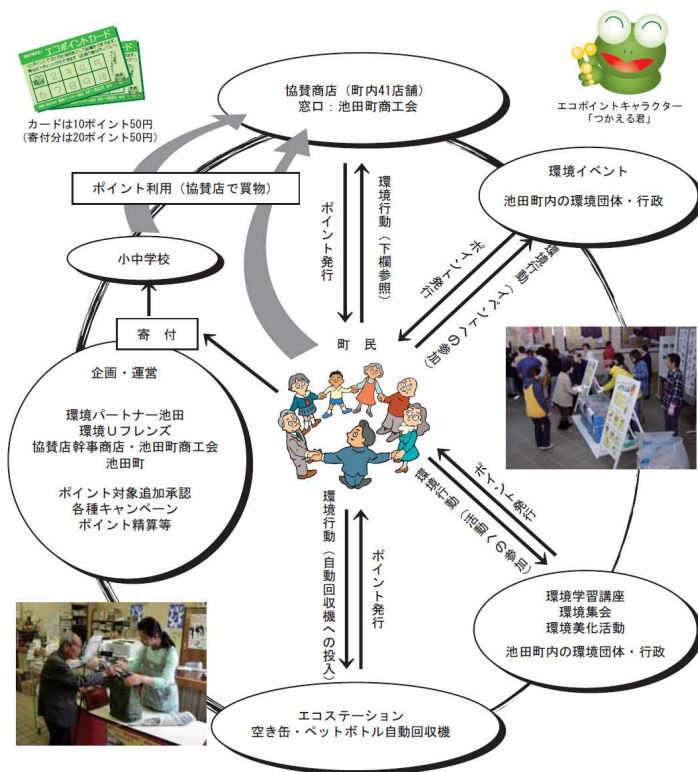 エコポイントカード
カードは10ポイント50円
(寄付分は20ポイント50円)
協賛商店(町内41店舗)
窓口:池田町商工会
エコポイントキャラクター
「つかえる君」
環境イベント
池田町内の環境団体・行政
ポイント利用(協賛店で買物)
小中学校
寄 付
ポイント発行
環境行動(下欄参照)
ポイント発行
環境行動(イベントへの参加)
町 民
企画・運営
環境パートナー池田
環境Uフレンズ
協賛店幹事商店・池田町商工会
池田町
ポイント対象追加承認
各種キャンペーン
ポイント精算等
ポイント発行
環境行動(活動への参加)
環境行動(自動回収機への投入)
ポイント発行
環境学習講座
環境集会
環境美化活動
池田町内の環境団体・行政
エコステーション
空き缶・ペットボトル自動回収機